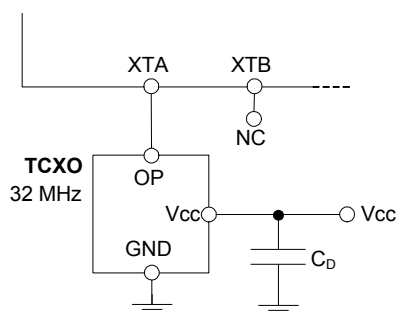 XTA XTB
NC
TCXO
32 MHz
OP
Vcc Vcc
GND
CD